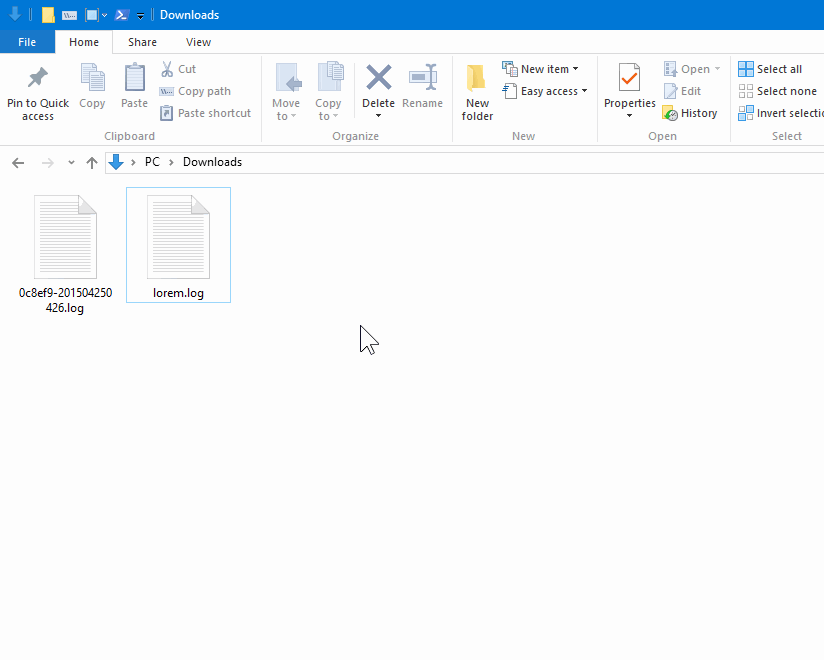 Downloads
File
Home
Share
View
Pin to Quick
access
Copy
Paste
Cut
Copy path
Paste shortcut
Clipboard
Move
to
Copy
to
Delete
Rename
Organize
New
folder
New item
Easy access
New
Properties
Open
Edit
History
Open
Select all
Select none
Invert selectio
Select
PC
Downloads
0c8ef9-201504250
426.log
lorem.log